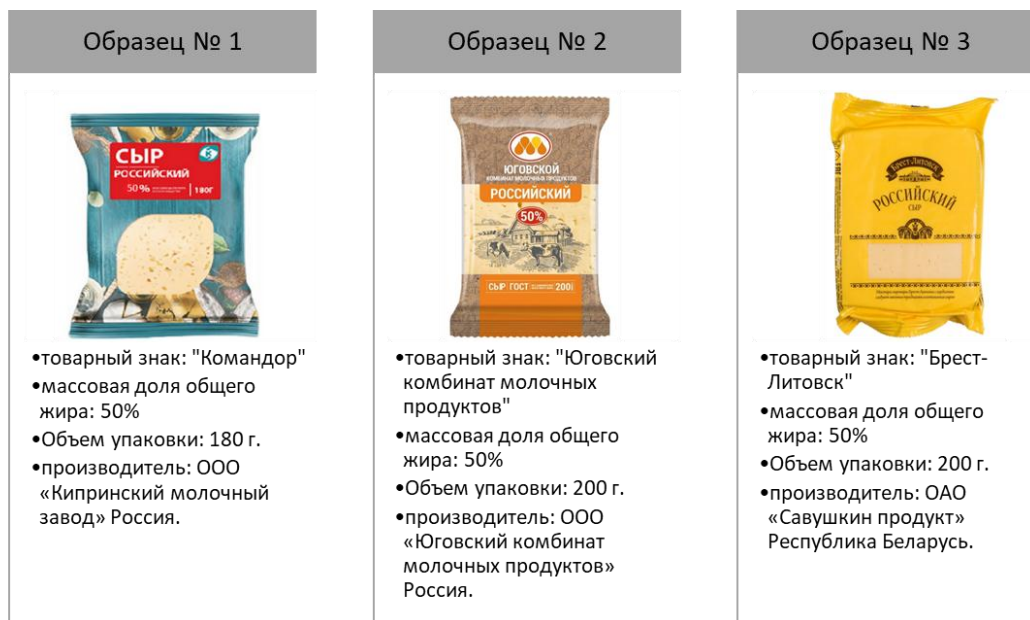 Образец № 1
СЫР
РОССИЙСКИЙ
50 %
180г
•товарный знак: "Командор"
•массовая доля общего
жира: 50%
•Объем упаковки: 180 г.
•производитель: ООО
«Кипринский молочный
завод» Россия.
Образец № 2
ЮГОВСКОЙ
КОМБИНАТ МОЛОЧНЫХ ПРОДУКТОВ
РОССИЙСКИЙ
50%
СЫР ГОСТ 200г
•товарный знак: "Юговский
комбинат молочных
продуктов"
•массовая доля общего
жира: 50%
•Объем упаковки: 200 г.
•производитель: ООО
«Юговский комбинат
молочных продуктов»
Россия.
Образец № 3
Брест-Литовск
РОССИЙСКИЙ
СЫР
•товарный знак: "Брест-
Литовск"
•массовая доля общего
жира: 50%
•Объем упаковки: 200 г.
•производитель: ОАО
«Савушкин продукт»
Республика Беларусь.